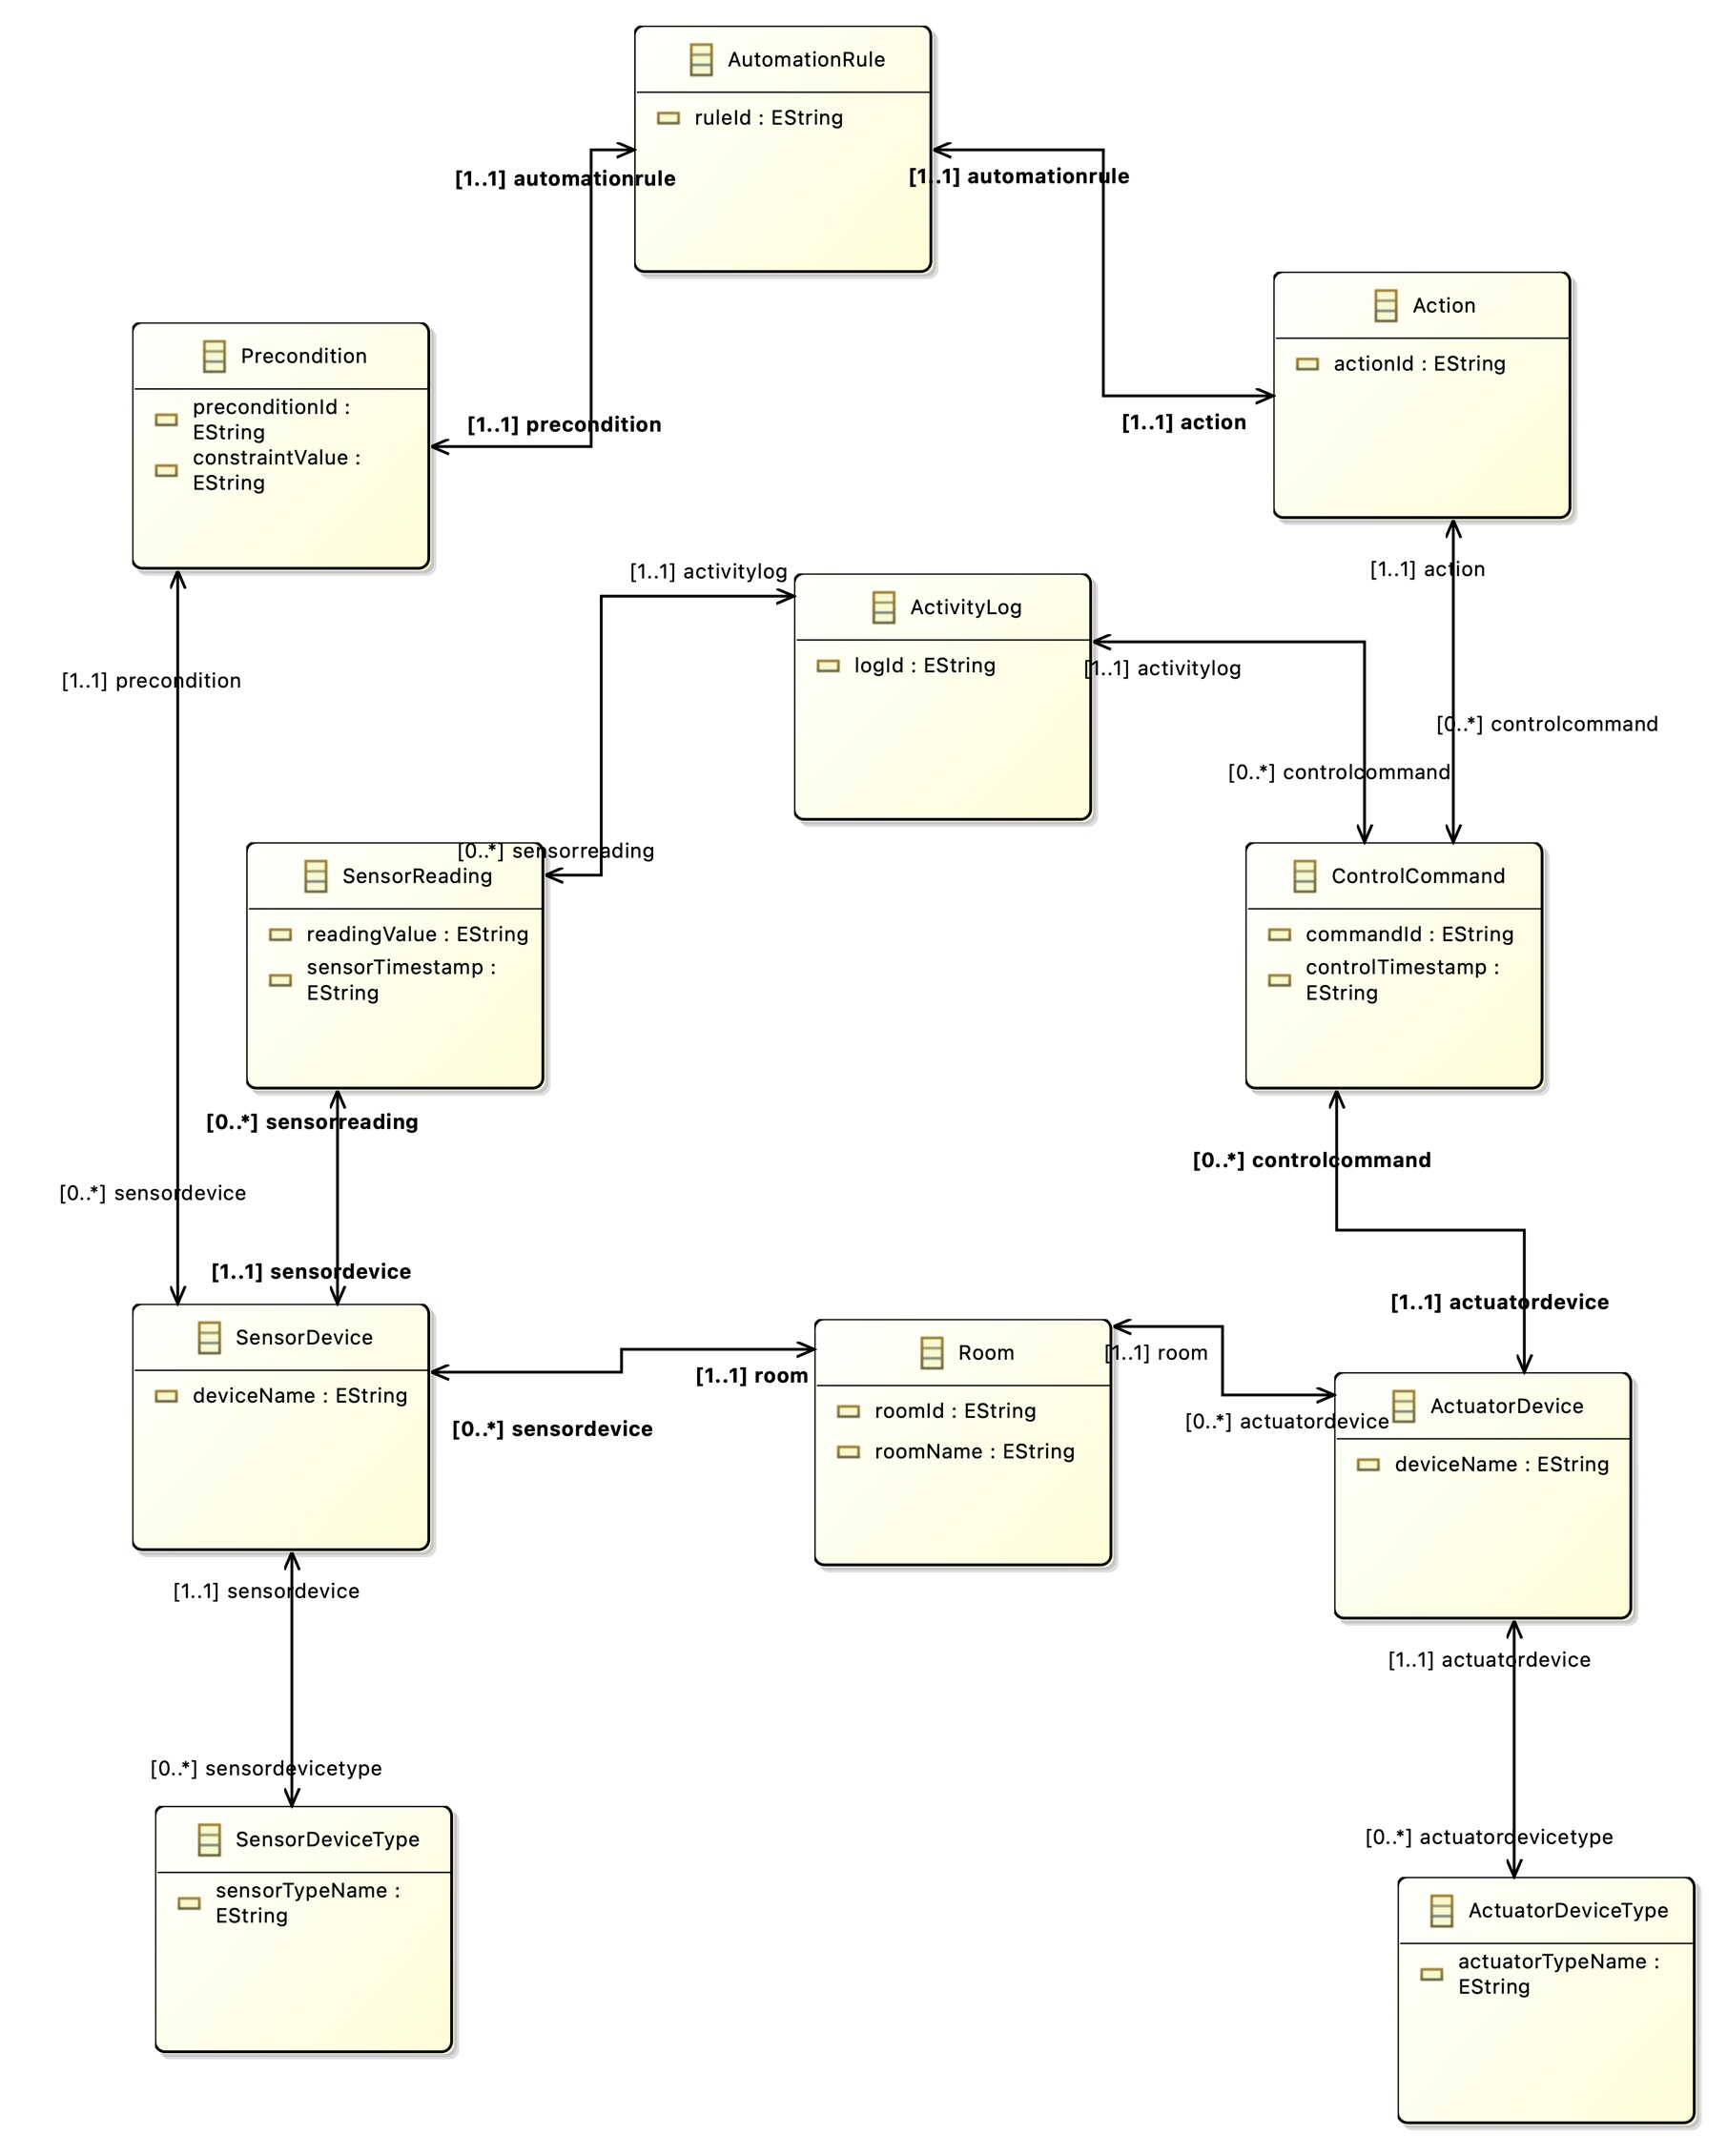 AutomationRule
ruleId : EString
[1..1] automationrule
[1..1] automationrule
Action
actionId : EString
Precondition
preconditionId :
EString
constraintValue :
EString
[1..1] precondition
[1..1] action
[1..1] activitylog
[1..1] action
ActivityLog
logId : EString
[1..1] activitylog
[1..1] precondition
[0..*] controlcommand
[0..*] controlcommand
[0..*] sensorreading
SensorReading
readingValue : EString
sensorTimestamp :
EString
ControlCommand
commandId : EString
controlTimestamp :
EString
[0..*] sensorreading
[0..*] controlcommand
[0..*] sensordevice
[1..1] sensordevice
[1..1] actuatordevice
SensorDevice
deviceName : EString
[1..1] room
[0..*] sensordevice
Room
roomId : EString
roomName : EString
[1..1] room
[0..*] actuatordevice
ActuatorDevice
deviceName : EString
[1..1] sensordevice
[1..1] actuatordevice
[0..*] sensordevicetype
[0..*] actuatordevicetype
SensorDeviceType
sensorTypeName :
EString
ActuatorDeviceType
actuatorTypeName :
EString